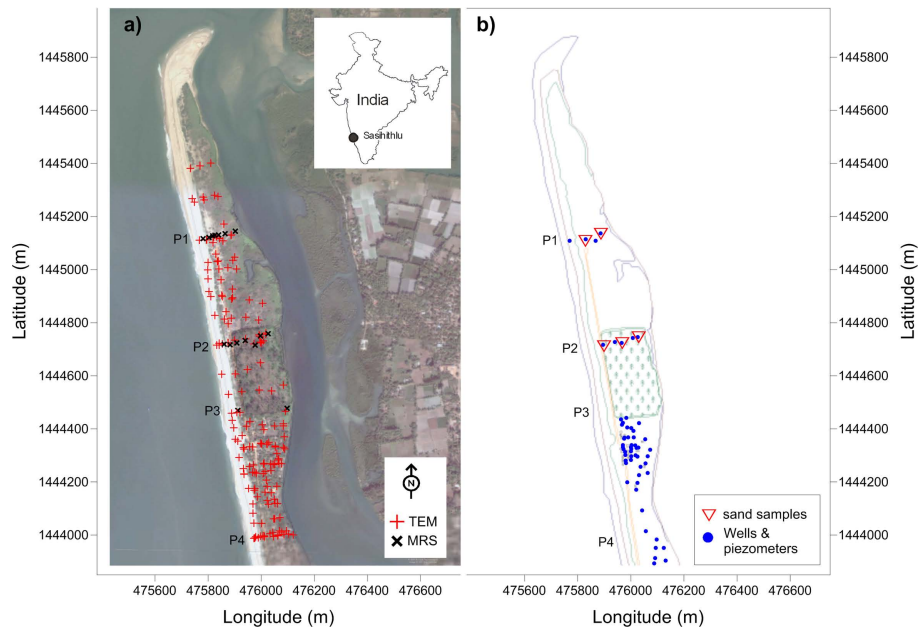 a)
India
Sasihithlu
1445800
1445600
1445400
1445200
1445000
1444800
1444600
1444400
1444200
1444000
Latitude (m)
P1
P2
P3
P4
N
TEM
MRS
475600 475800 476000 476200 476400 476600
Longitude (m)
b)
P1
P2
P3
P4
sand samples
Wells &
piezometers
1445800
1445600
1445400
1445200
1445000
1444800
1444600
1444400
1444200
1444000
Latitude (m)
475600 475800 476000 476200 476400 476600
Longitude (m)